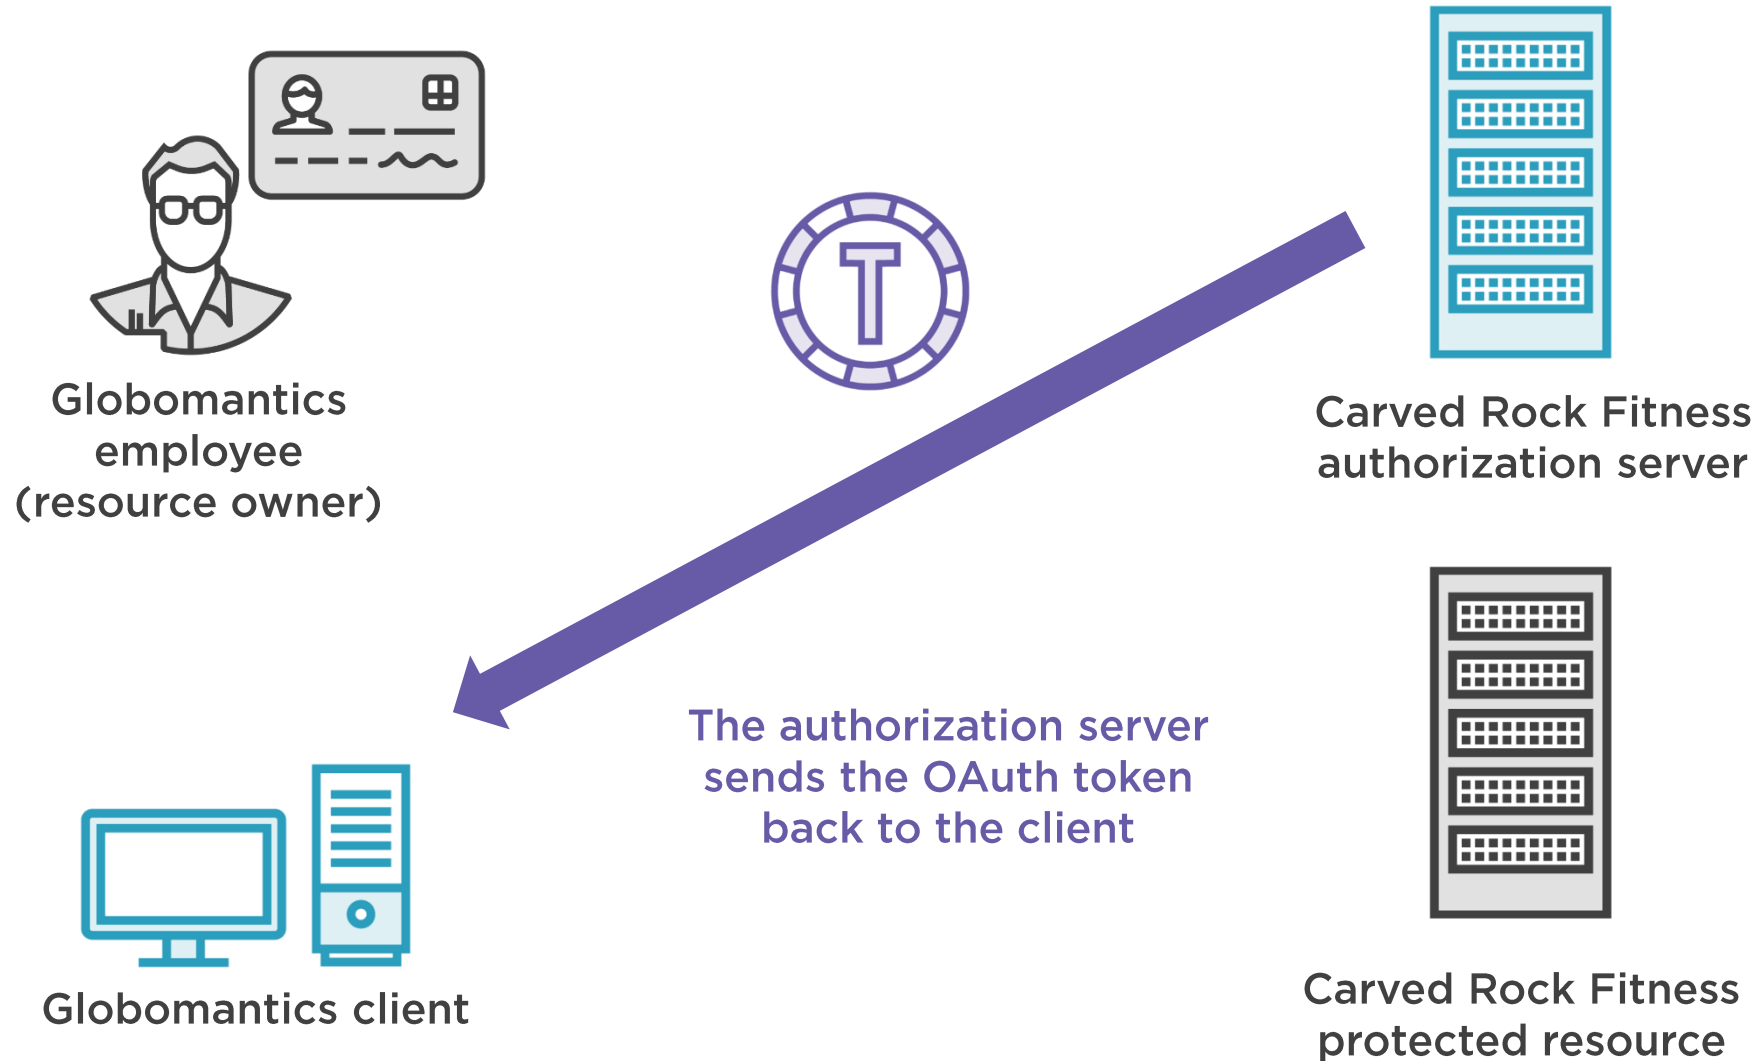 T
Globomantics
employee
(resource owner)
Carved Rock Fitness
authorization server
The authorization server
sends the OAuth token
back to the client
Globomantics client
Carved Rock Fitness
protected resource